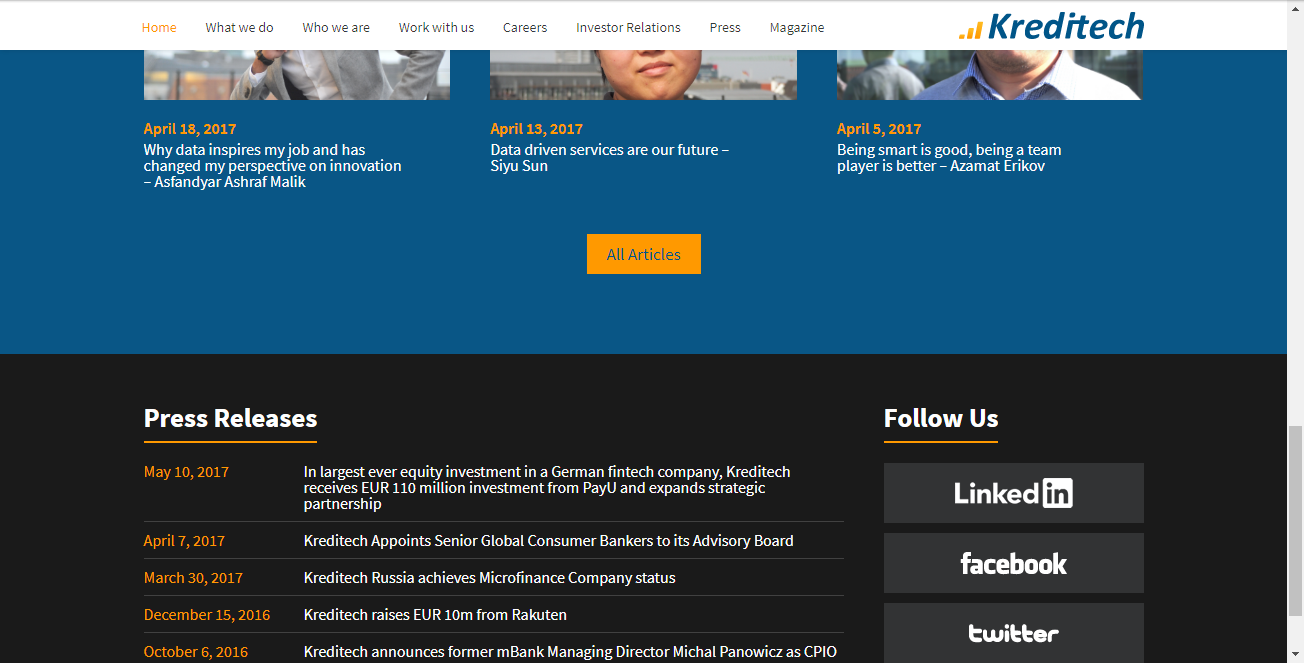 Home What we do Who we are Work with us Careers Investor Relations Press Magazine Kreditech
April 18, 2017
Why data inspires my job and has
changed my perspective on innovation
– Asfandyar Ashraf Malik
April 13, 2017
Data driven services are our future –
Siyu Sun
April 5, 2017
Being smart is good, being a team
player is better – Azamat Erikov
All Articles
Press Releases
May 10, 2017 In largest ever equity investment in a German fintech company, Kreditech
receives EUR 110 million investment from PayU and expands strategic
partnership
April 7, 2017 Kreditech Appoints Senior Global Consumer Bankers to its Advisory Board
March 30, 2017 Kreditech Russia achieves Microfinance Company status
December 15, 2016 Kreditech raises EUR 10m from Rakuten
October 6, 2016 Kreditech announces former mBank Managing Director Michal Panowicz as CPIO
Follow Us
Linked in
facebook
twitter